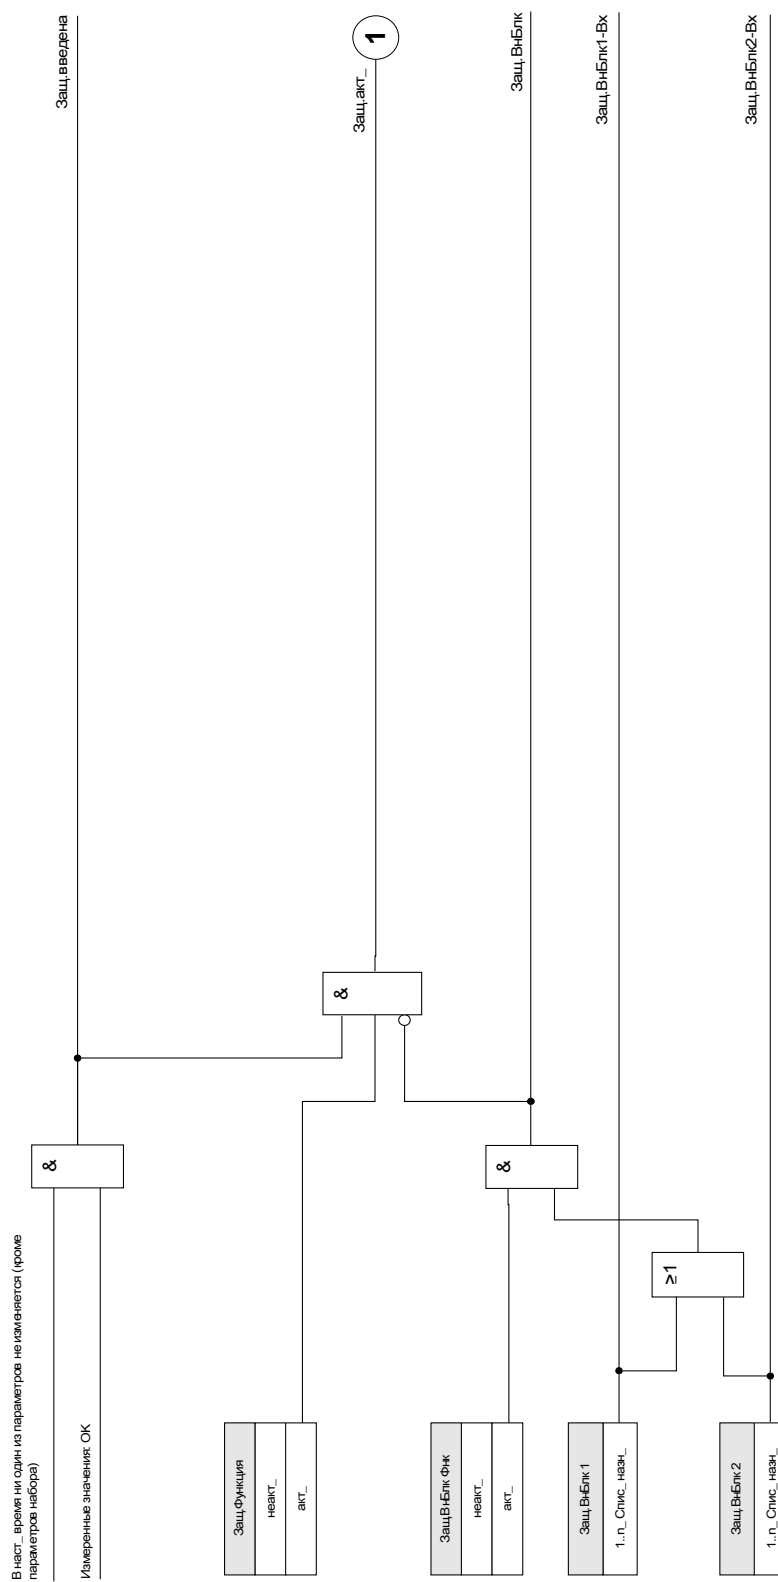 В наст_ время ни один из параметров не изменяется (кроме
параметров набора)
Измеренные значения: OK
&
Защ.введена
Защ.Функция
неакт_
акт_
&
Защ.акт_
1
Защ.ВнБлк Фнк
неакт_
акт_
&
Защ.ВнБлк
Защ.ВнБлк 1
1..n_ Спис_ назн_
≥1
Защ.ВнБлк1-Вх
Защ.ВнБлк 2
1..n_ Спис_ назн_
Защ.ВнБлк2-Вх